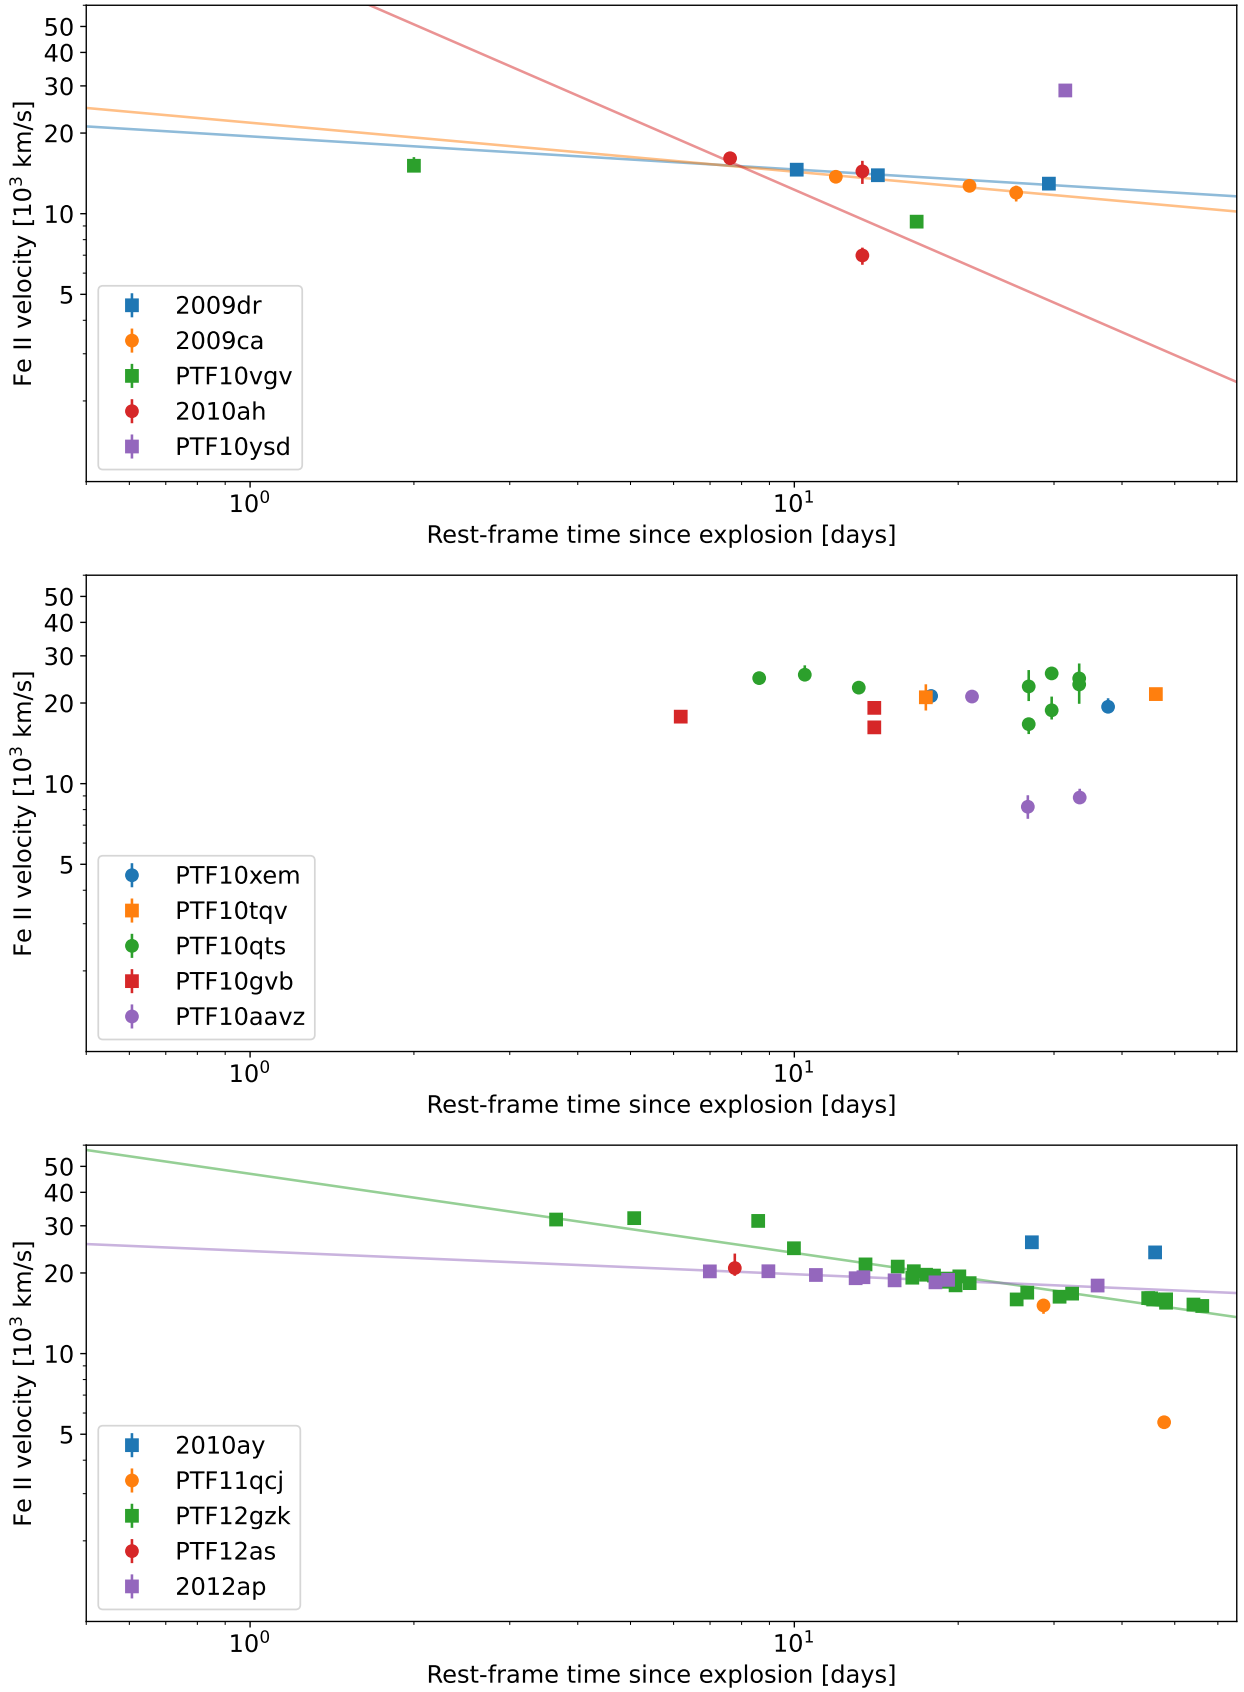 50
40
30
20
10
5
Fe II velocity [10³ km/s]
10⁰
10¹
Rest-frame time since explosion [days]
2009dr
2009ca
PTF10vgv
2010ah
PTF10ysd
50
40
30
20
10
5
Fe II velocity [10³ km/s]
10⁰
10¹
Rest-frame time since explosion [days]
PTF10xem
PTF10tqv
PTF10qts
PTF10gvb
PTF10aavz
50
40
30
20
10
5
Fe II velocity [10³ km/s]
10⁰
10¹
Rest-frame time since explosion [days]
2010ay
PTF11qcj
PTF12gzk
PTF12as
2012ap